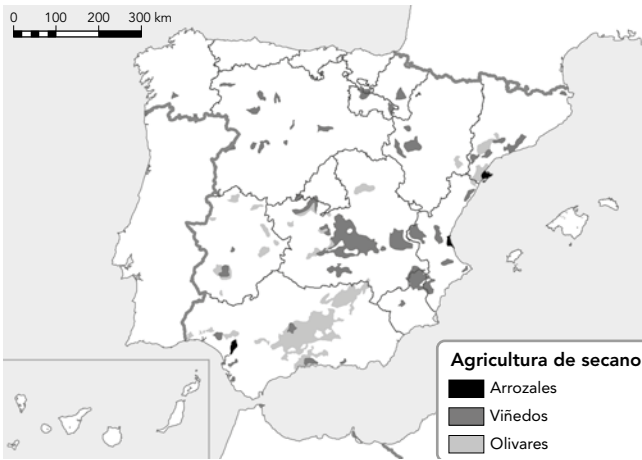 0 100 200 300 km
Agricultura de secano
Arrozales
Viñedos
Olivares